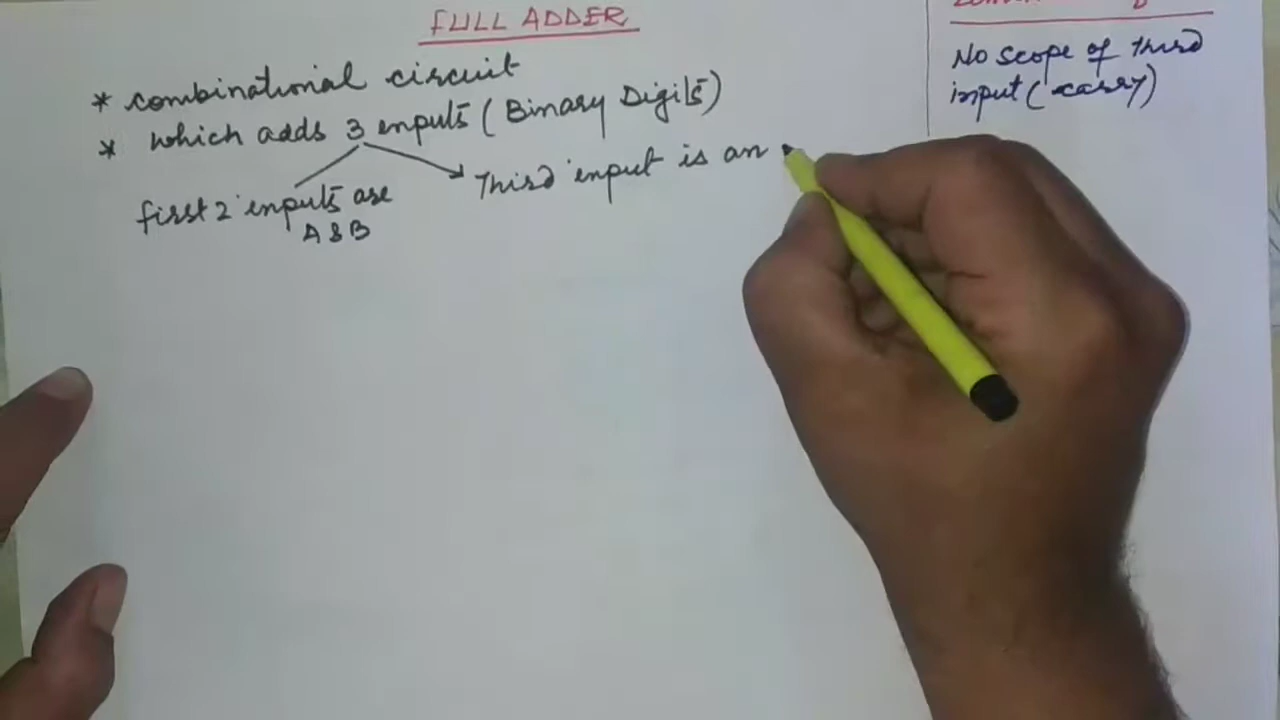 FULL ADDER
* combinational circuit
* which adds 3 inputs (Binary Digits)
first 2 inputs are
A & B
Third input is an
No scope of third
input (carry)